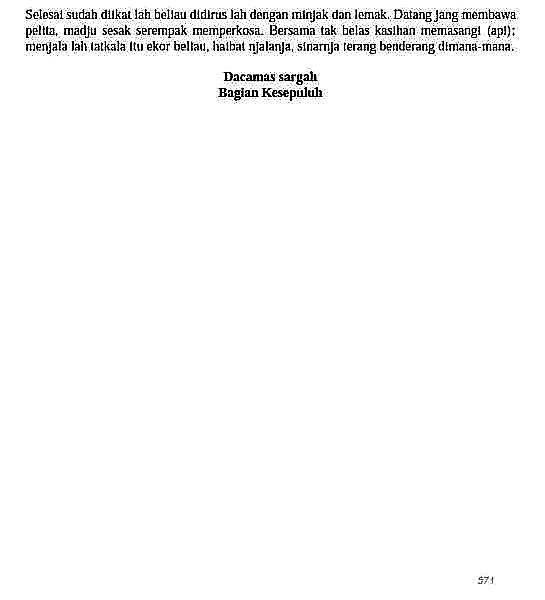 Selesai sudah diikat lah beliau didirus lah dengan minjak dan lemak. Datang jang membawa
pelita, madju sesak serempak memperkosa. Bersama tak belas kasihan memasangi (api);
menjala lah tatkala itu ekor beliau, haibat njalanja, sinarnja terang benderang dimana-mana.
Dacamas sargah
Bagian Kesepuluh
571